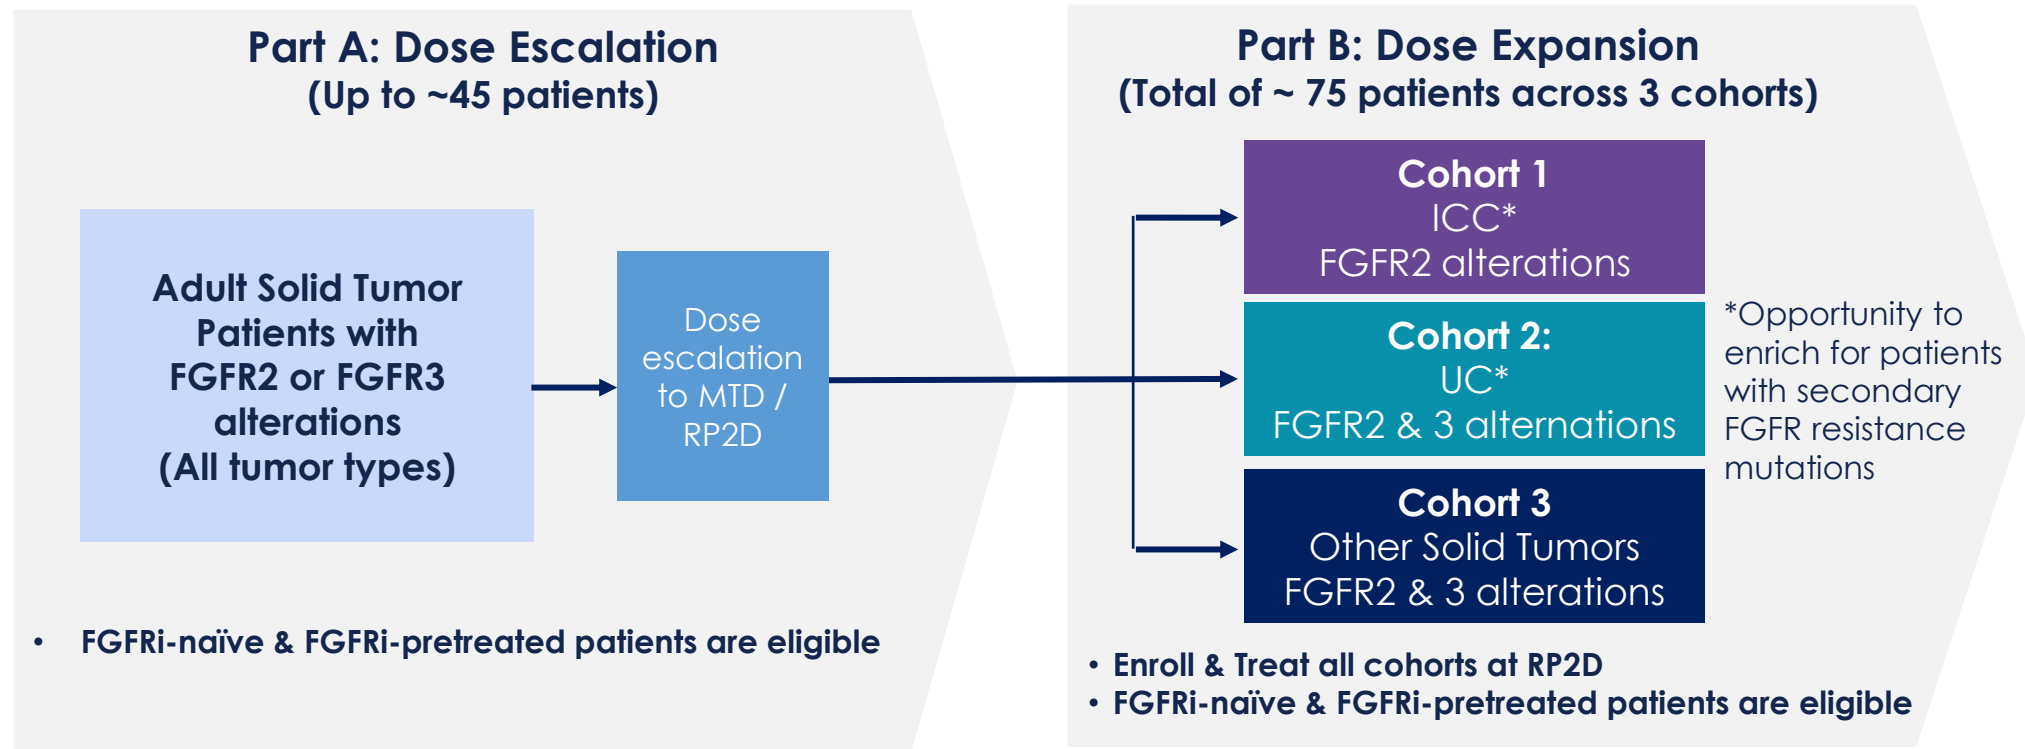 Part A: Dose Escalation
(Up to ~45 patients)
Adult Solid Tumor
Patients with
FGFR2 or FGFR3
alterations
(All tumor types)
Dose
escalation
to MTD /
RP2D
• FGFRi-naïve & FGFRi-pretreated patients are eligible
Part B: Dose Expansion
(Total of ~ 75 patients across 3 cohorts)
Cohort 1
ICC*
FGFR2 alterations
Cohort 2:
UC*
FGFR2 & 3 alternations
Cohort 3
Other Solid Tumors
FGFR2 & 3 alterations
*Opportunity to
enrich for patients
with secondary
FGFR resistance
mutations
• Enroll & Treat all cohorts at RP2D
• FGFRi-naïve & FGFRi-pretreated patients are eligible